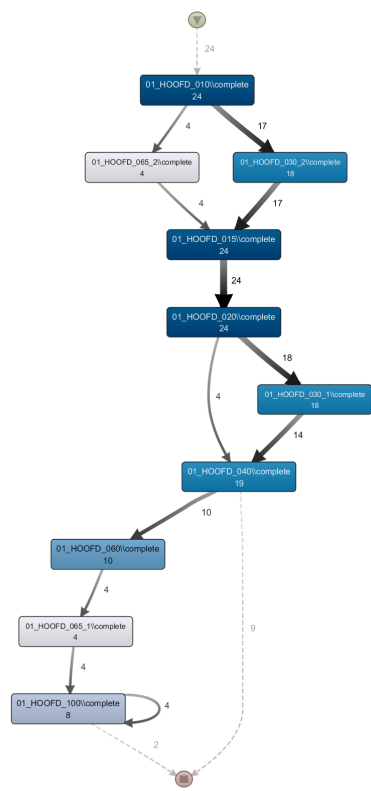 24
01_HOOFD_010\\complete
24
4
17
01_HOOFD_065_2\\complete
4
01_HOOFD_030_2\\complete
18
4
17
01_HOOFD_015\\complete
24
24
01_HOOFD_020\\complete
24
18
4
01_HOOFD_030_1\\complete
18
14
01_HOOFD_040\\complete
19
10
01_HOOFD_060\\complete
10
4
01_HOOFD_065_1\\complete
4
9
4
01_HOOFD_100\\complete
8
4
2